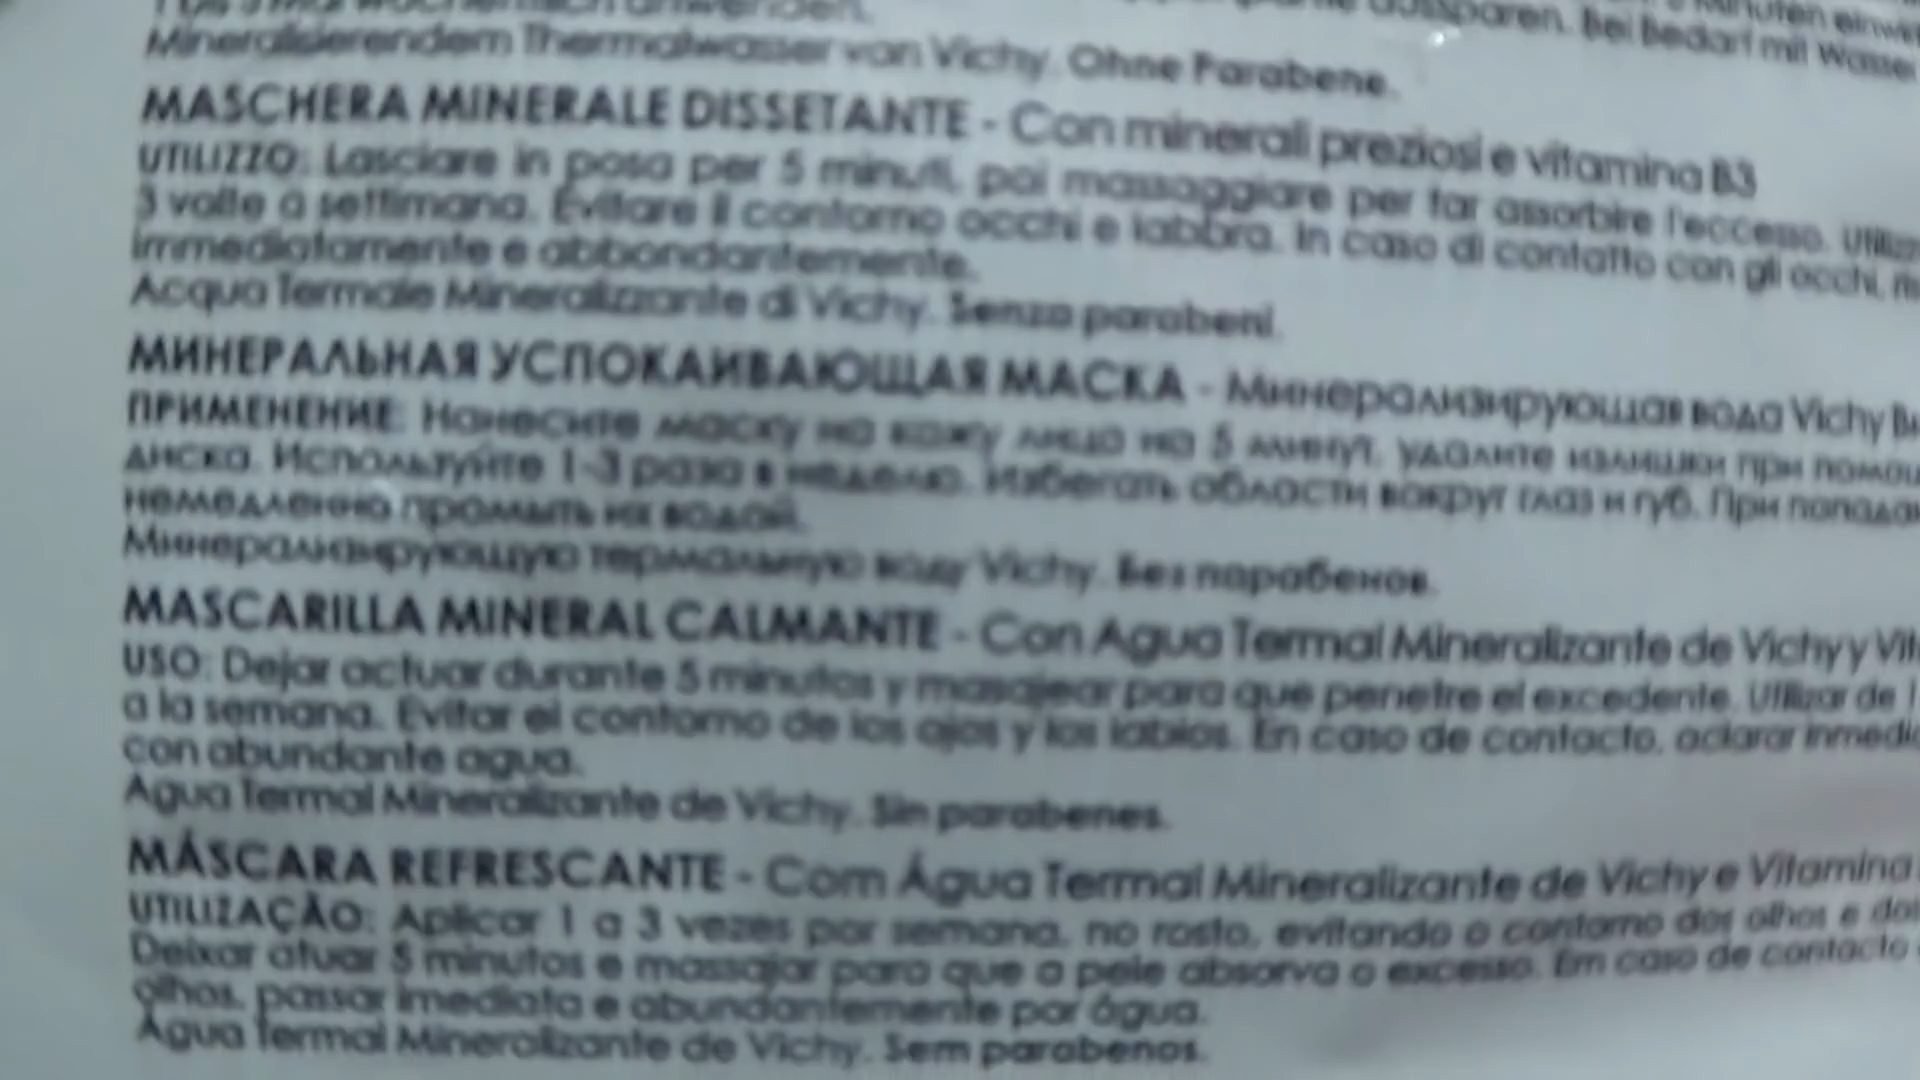 Mineralisierendem Thermalwasser von Vichy. Ohne Parabene.
MASCHERA MINERALE DISSETANTE - Con minerali preziosi e vitamina B3
UTILIZZO: Lasciare in posa per 5 minuti, poi massaggiare per far assorbire l'eccesso.
3 volte a settimana. Evitare il contorno occhi e labbra. In caso di contatto con gli occhi,
immediatamente e abbondantemente.
Acqua Termale Mineralizzante di Vichy. Senza parabeni.
МИНЕРАЛЬНАЯ УСПОКАИВАЮЩАЯ МАСКА - Минерализирующая вода Vichy
ПРИМЕНЕНИЕ: Нанесите маску на кожу лица на 5 минут, удалите излишки при
диска. Используйте 1-3 раза в неделю. Избегать области вокруг глаз и губ. При
немедленно промыть их водой.
Минерализирующую термальную воду Vichy. Без парабенов.
MASCARILLA MINERAL CALMANTE - Con Agua Termal Mineralizante de Vichy y
USO: Dejar actuar durante 5 minutos y masajear para que penetre el excedente. Utilizar de 1
a la semana. Evitar el contorno de los ojos y los labios. En caso de contacto, aclarar
con abundante agua.
Agua Termal Mineralizante de Vichy. Sin parabenes.
MÁSCARA REFRESCANTE - Com Água Termal Mineralizante de Vichy e Vitamina
UTILIZAÇÃO: Aplicar 1 a 3 vezes por semana, no rosto, evitando o contorno dos olhos e
Deixar atuar 5 minutos e massajar para que a pele absorva o excesso. Em caso de contacto
olhos, passar imediata e abundantemente por água.
Água Termal Mineralizante de Vichy. Sem parabenos.